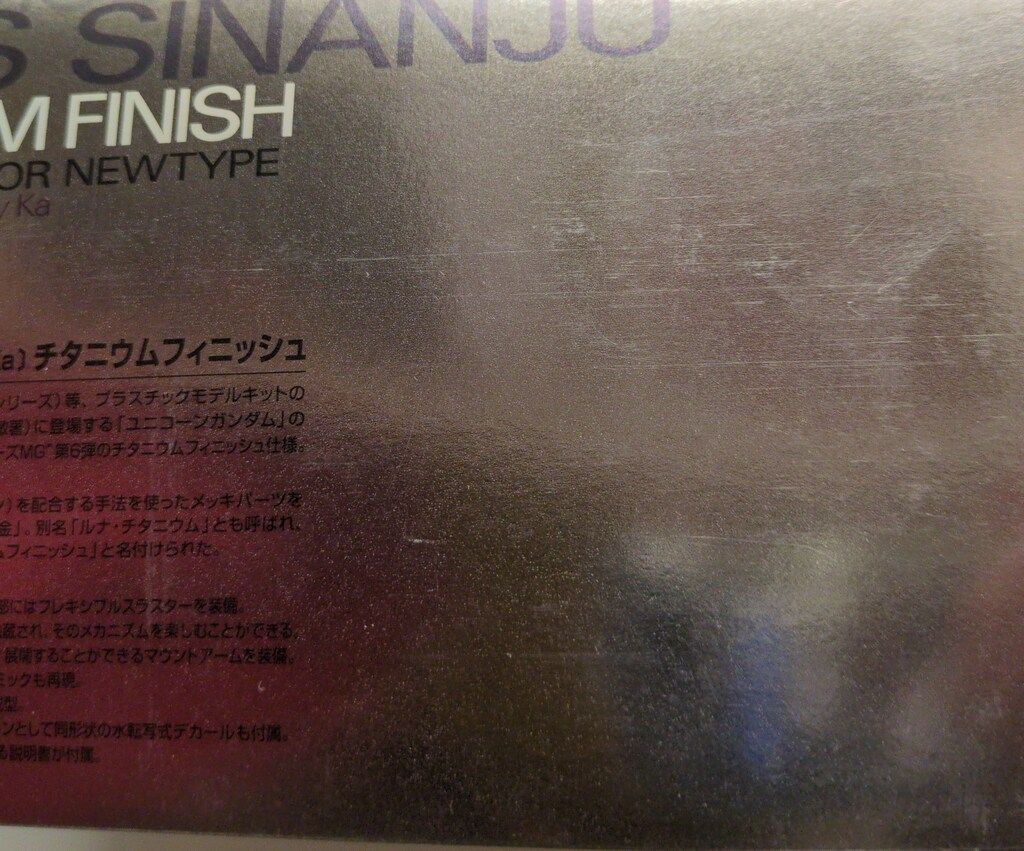 S SINANJU
M FINISH
OR NEWTYPE
y Ka
a〕チタニウムフィニッシュ
リーズ)等、プラスチックモデルキットの
著)に登場する「ユニコーンガンダム」の
ーズMG"第6弾のチタニウムフィニッシュ仕様。
ン)を配合する手法を使ったメッキパーツを
金」。別名「ルナ・チタニウム」とも呼ばれ、
ムフィニッシュ」と名付けられた。
部にはフレキシブルスラスターを装備。
蔵され、そのメカニズムを楽しむことができる。
展開することができるマウントアームを装備。
ミックも再現。
型。
ンとして同形状の水転写式デカールも付属。
る説明書が付属。